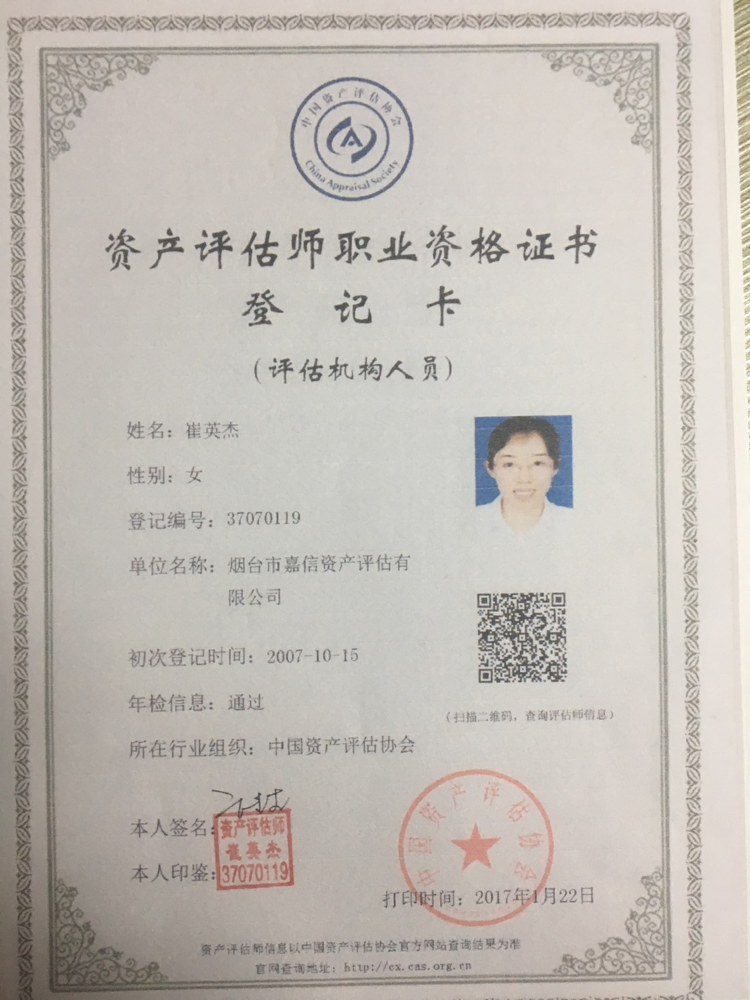 中国资产评估协会
China Appraisal Society
资产评估师职业资格证书
登记卡
(评估机构人员)
姓名：崔英杰
性别：女
登记编号：37070119
单位名称：烟台市嘉信资产评估有
限公司
初次登记时间：2007-10-15
年检信息：通过
(扫描二维码，查询评估师信息)
所在行业组织：中国资产评估协会
本人签名：
资产评估师
崔英杰
37070119
本人印鉴：
中国资产评估协会
打印时间：2017年1月22日
资产评估师信息以中国资产评估协会官方网站查询结果为准
官网查询地址：http://cx.cas.org.cn